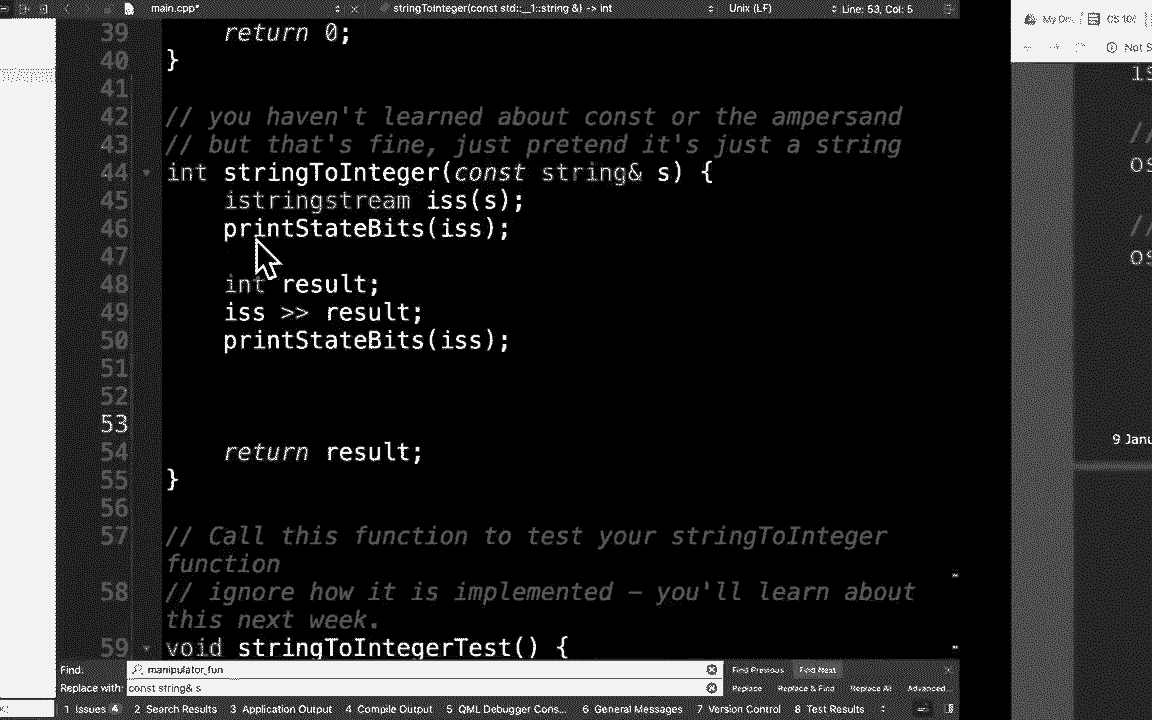 main.cpp* stringToInteger(const std::__1::string &) -> int Unix (LF) Line: 53, Col: 5
39 return 0;
40 }
41
42 // you haven't learned about const or the ampersand
43 // but that's fine, just pretend it's just a string
44 int stringToInteger(const string& s) {
45 istringstream iss(s);
46 printStateBits(iss);
47
48 int result;
49 iss >> result;
50 printStateBits(iss);
51
52
53
54 return result;
55 }
56
57 // Call this function to test your stringToInteger
function
58 // ignore how it is implemented – you'll learn about
this next week.
59 void stringToIntegerTest() {
Find: manipulator_fun Find Previous Find Next
Replace with: const string& s Replace Replace & Find Replace All Advanced...
1 Issues 4 2 Search Results 3 Application Output 4 Compile Output 5 QML Debugger Cons... 6 General Messages 7 Version Control 8 Test Results
CS 106
Not S
//
//
9 Janu